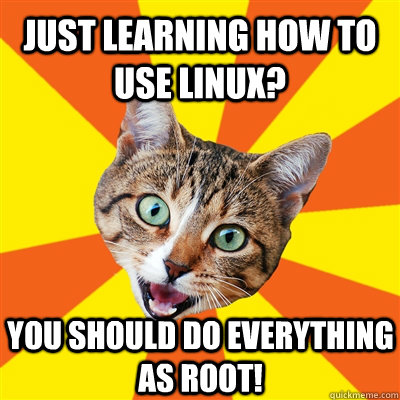 JUST LEARNING HOW TO
USE LINUX?
YOU SHOULD DO EVERYTHING
AS ROOT!
quickmeme.com